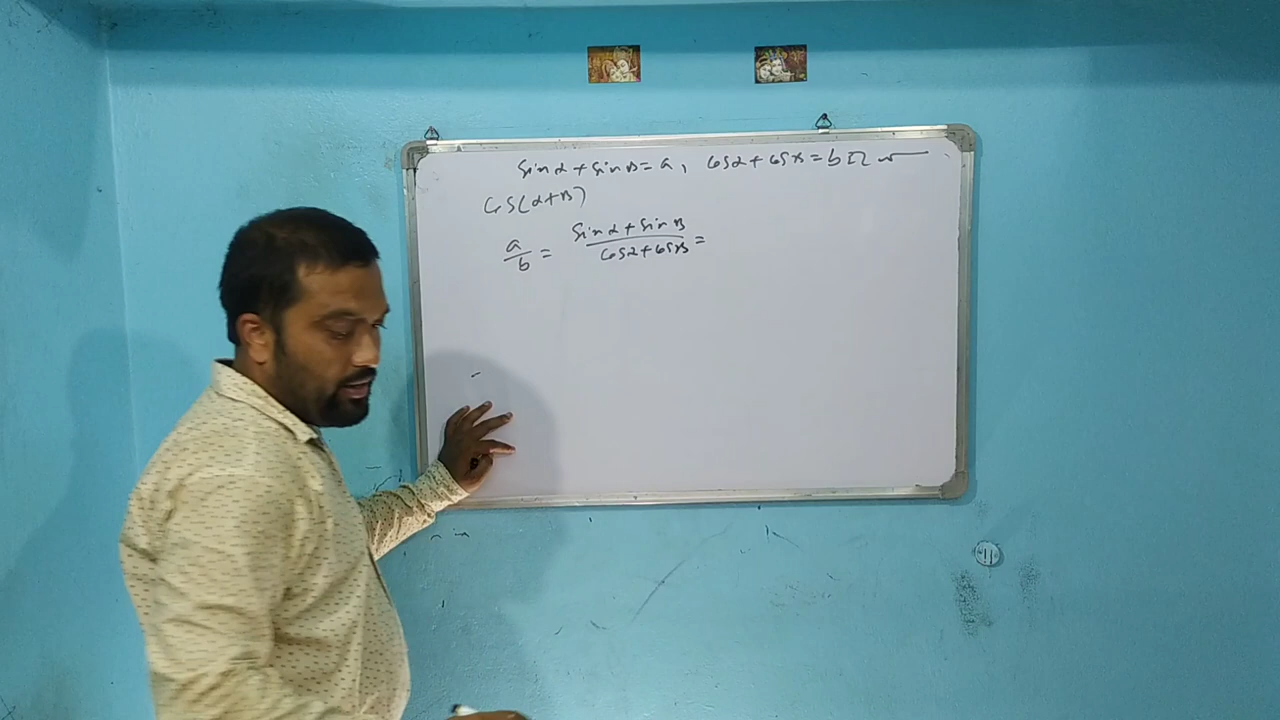 sinα + sinβ = a, cosα + cosβ = b
cos(α+β)
a/b = (sinα + sinβ)/(cosα + cosβ) =